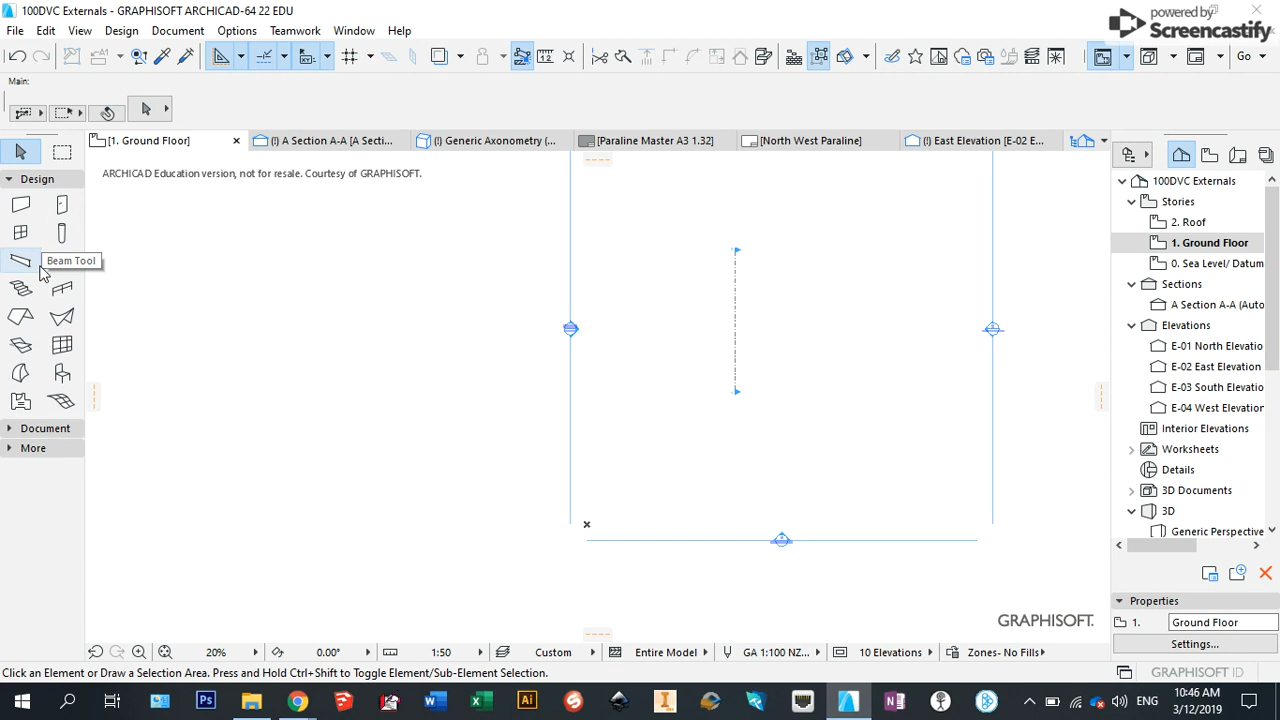 100DVC Externals - GRAPHISOFT ARCHICAD-64 22 EDU
powered by
Screencastify
File Edit View Design Document Options Teamwork Window Help
Go
Main:
[1. Ground Floor]
(!) A Section A-A [A Secti...
(!) Generic Axonometry (...
[Paraline Master A3 1.32]
[North West Paraline]
(!) East Elevation [E-02 E...
ARCHICAD Education version, not for resale. Courtesy of GRAPHISOFT.
Design
Beam Tool
Document
More
100DVC Externals
Stories
2. Roof
1. Ground Floor
0. Sea Level/ Datum
Sections
A Section A-A (Auto
Elevations
E-01 North Elevatio
E-02 East Elevation
E-03 South Elevatio
E-04 West Elevation
Interior Elevations
Worksheets
Details
3D Documents
3D
Generic Perspective
Properties
1. Ground Floor
Settings...
GRAPHISOFT.
20% 0.00° 1:50 Custom Entire Model GA 1:100 NZ... 10 Elevations Zones- No Fills
Click an Element or Draw a Selection Area. Press and Hold Ctrl+Shift to Toggle Element/Sub-Element Selection.
GRAPHISOFT ID
ENG
10:46 AM
3/12/2019